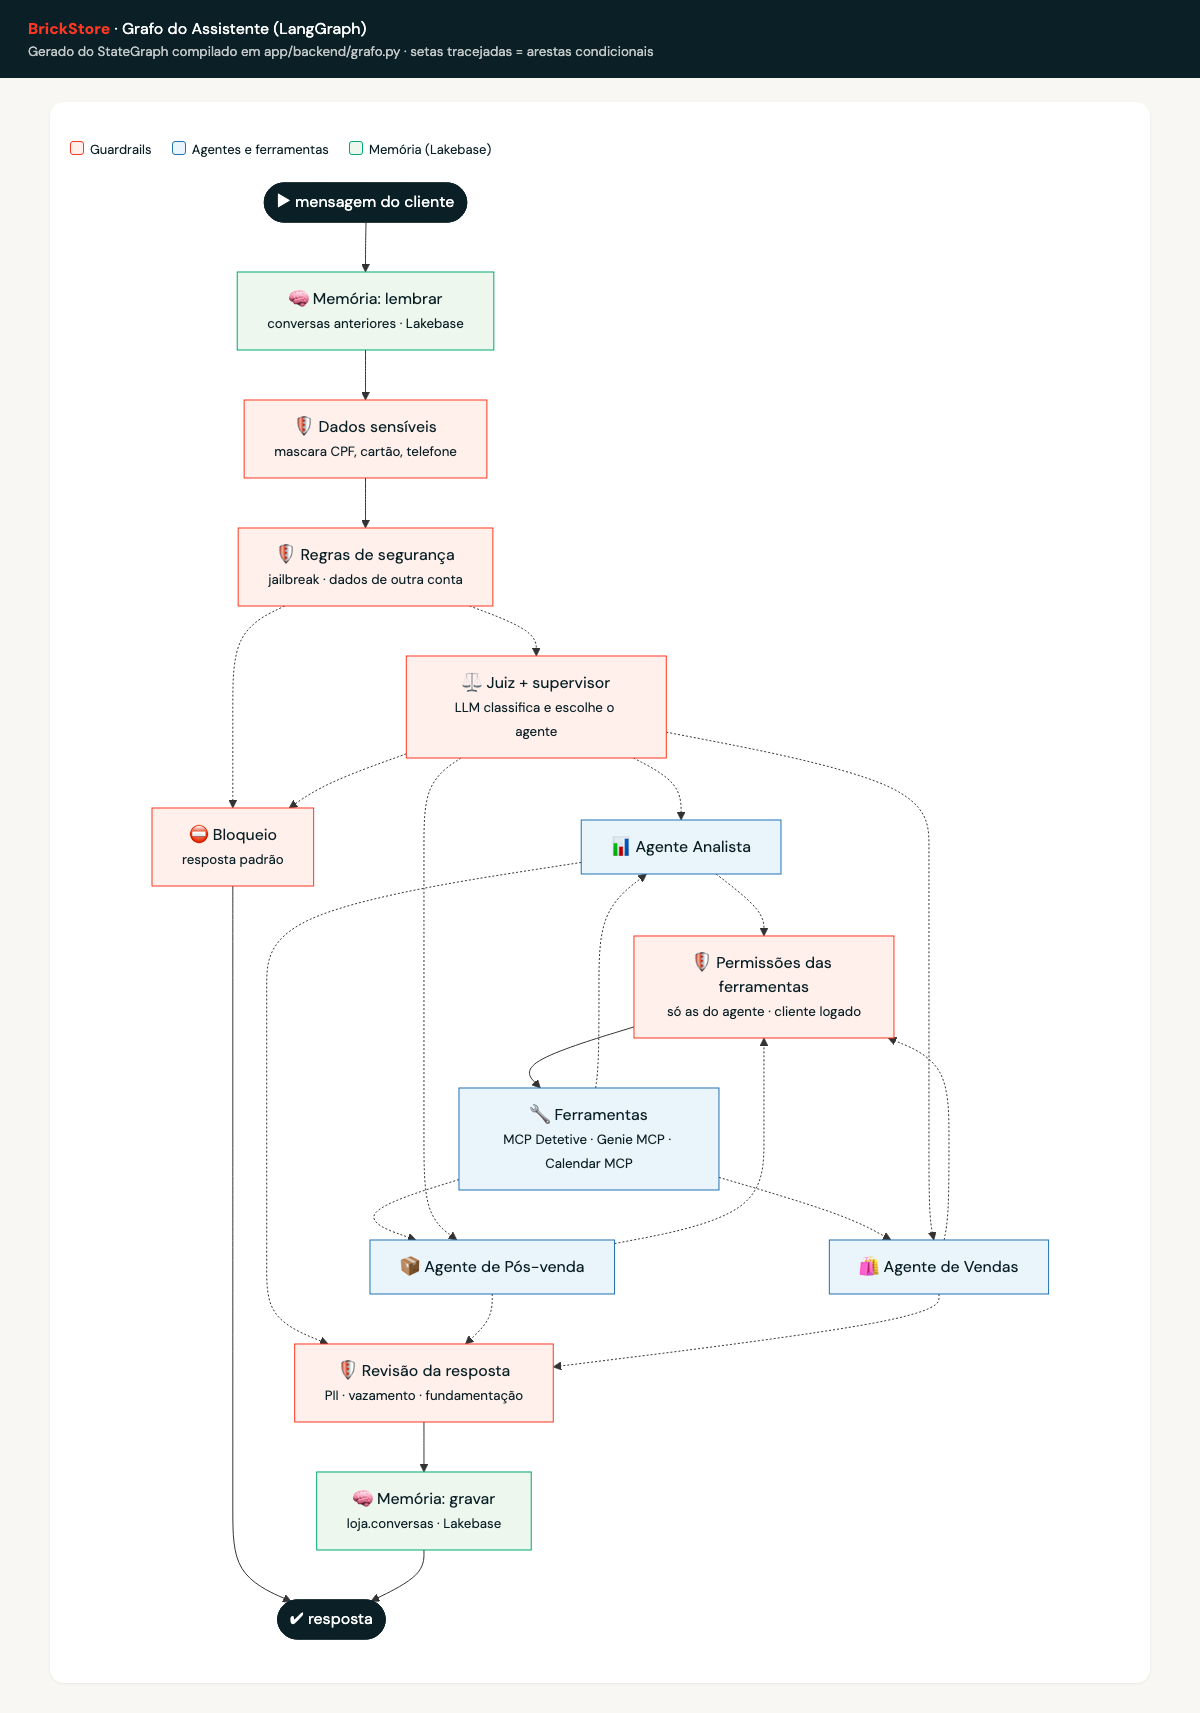 BrickStore · Grafo do Assistente (LangGraph)
Gerado do StateGraph compilado em app/backend/grafo.py · setas tracejadas = arestas condicionais
Guardrails
Agentes e ferramentas
Memória (Lakebase)
▶ mensagem do cliente
🧠 Memória: lembrar
conversas anteriores · Lakebase
🛡 Dados sensíveis
mascara CPF, cartão, telefone
🛡 Regras de segurança
jailbreak · dados de outra conta
⚖ Juiz + supervisor
LLM classifica e escolhe o
agente
⛔ Bloqueio
resposta padrão
📊 Agente Analista
🛡 Permissões das
ferramentas
só as do agente · cliente logado
🔧 Ferramentas
MCP Detetive · Genie MCP ·
Calendar MCP
📦 Agente de Pós-venda
🛍 Agente de Vendas
🛡 Revisão da resposta
PII · vazamento · fundamentação
🧠 Memória: gravar
loja.conversas · Lakebase
✔ resposta